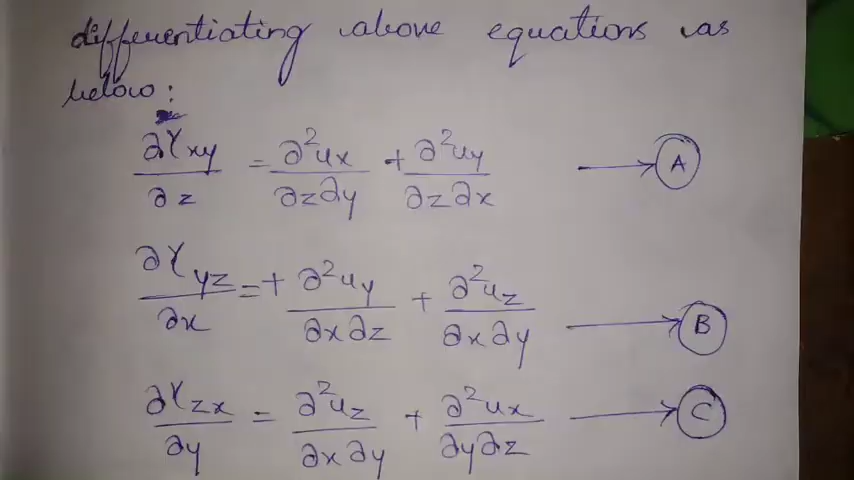 differentiating above equations as
below:
∂γxy/∂z = ∂²ux/∂z∂y + ∂²uy/∂z∂x → A
∂γyz/∂x = + ∂²uy/∂x∂z + ∂²uz/∂x∂y → B
∂γzx/∂y = ∂²uz/∂x∂y + ∂²ux/∂y∂z → C